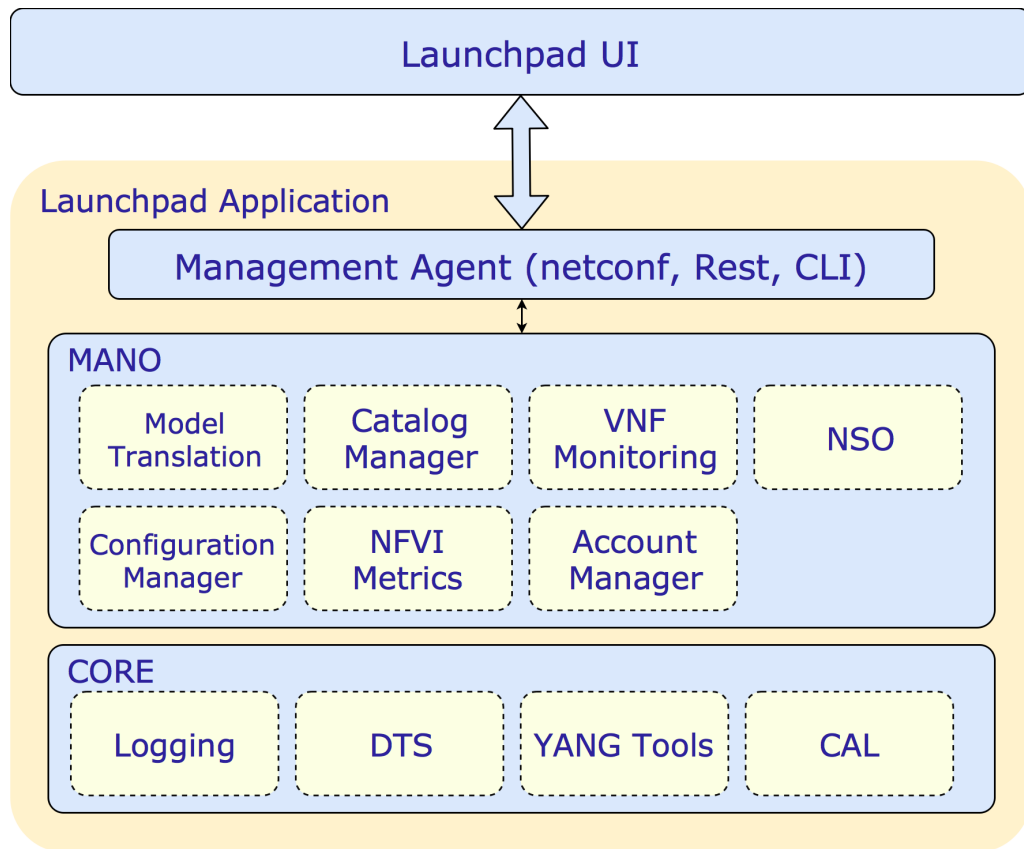 Launchpad UI
Launchpad Application
Management Agent (netconf, Rest, CLI)
MANO
Model
Translation
Catalog
Manager
VNF
Monitoring
NSO
Configuration
Manager
NFVI
Metrics
Account
Manager
CORE
Logging
DTS
YANG Tools
CAL